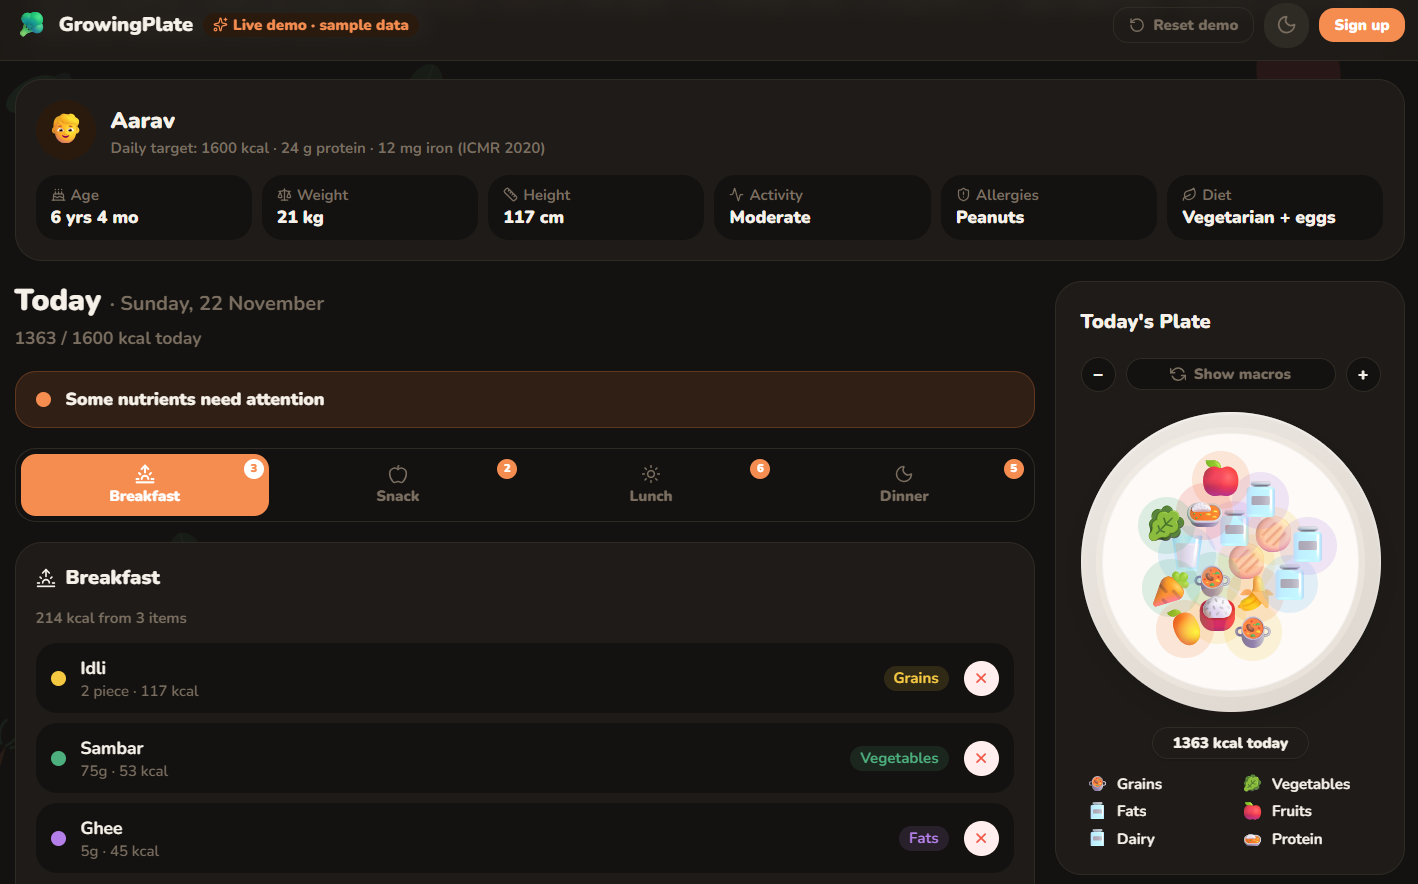 GrowingPlate
Live demo · sample data
Reset demo
Sign up
Aarav
Daily target: 1600 kcal · 24 g protein · 12 mg iron (ICMR 2020)
Age
6 yrs 4 mo
Weight
21 kg
Height
117 cm
Activity
Moderate
Allergies
Peanuts
Diet
Vegetarian + eggs
Today · Sunday, 22 November
1363 / 1600 kcal today
Some nutrients need attention
Breakfast
3
Snack
2
Lunch
6
Dinner
5
Breakfast
214 kcal from 3 items
Idli
2 piece · 117 kcal
Grains
Sambar
75g · 53 kcal
Vegetables
Ghee
5g · 45 kcal
Fats
Today's Plate
Show macros
1363 kcal today
Grains
Vegetables
Fats
Fruits
Dairy
Protein